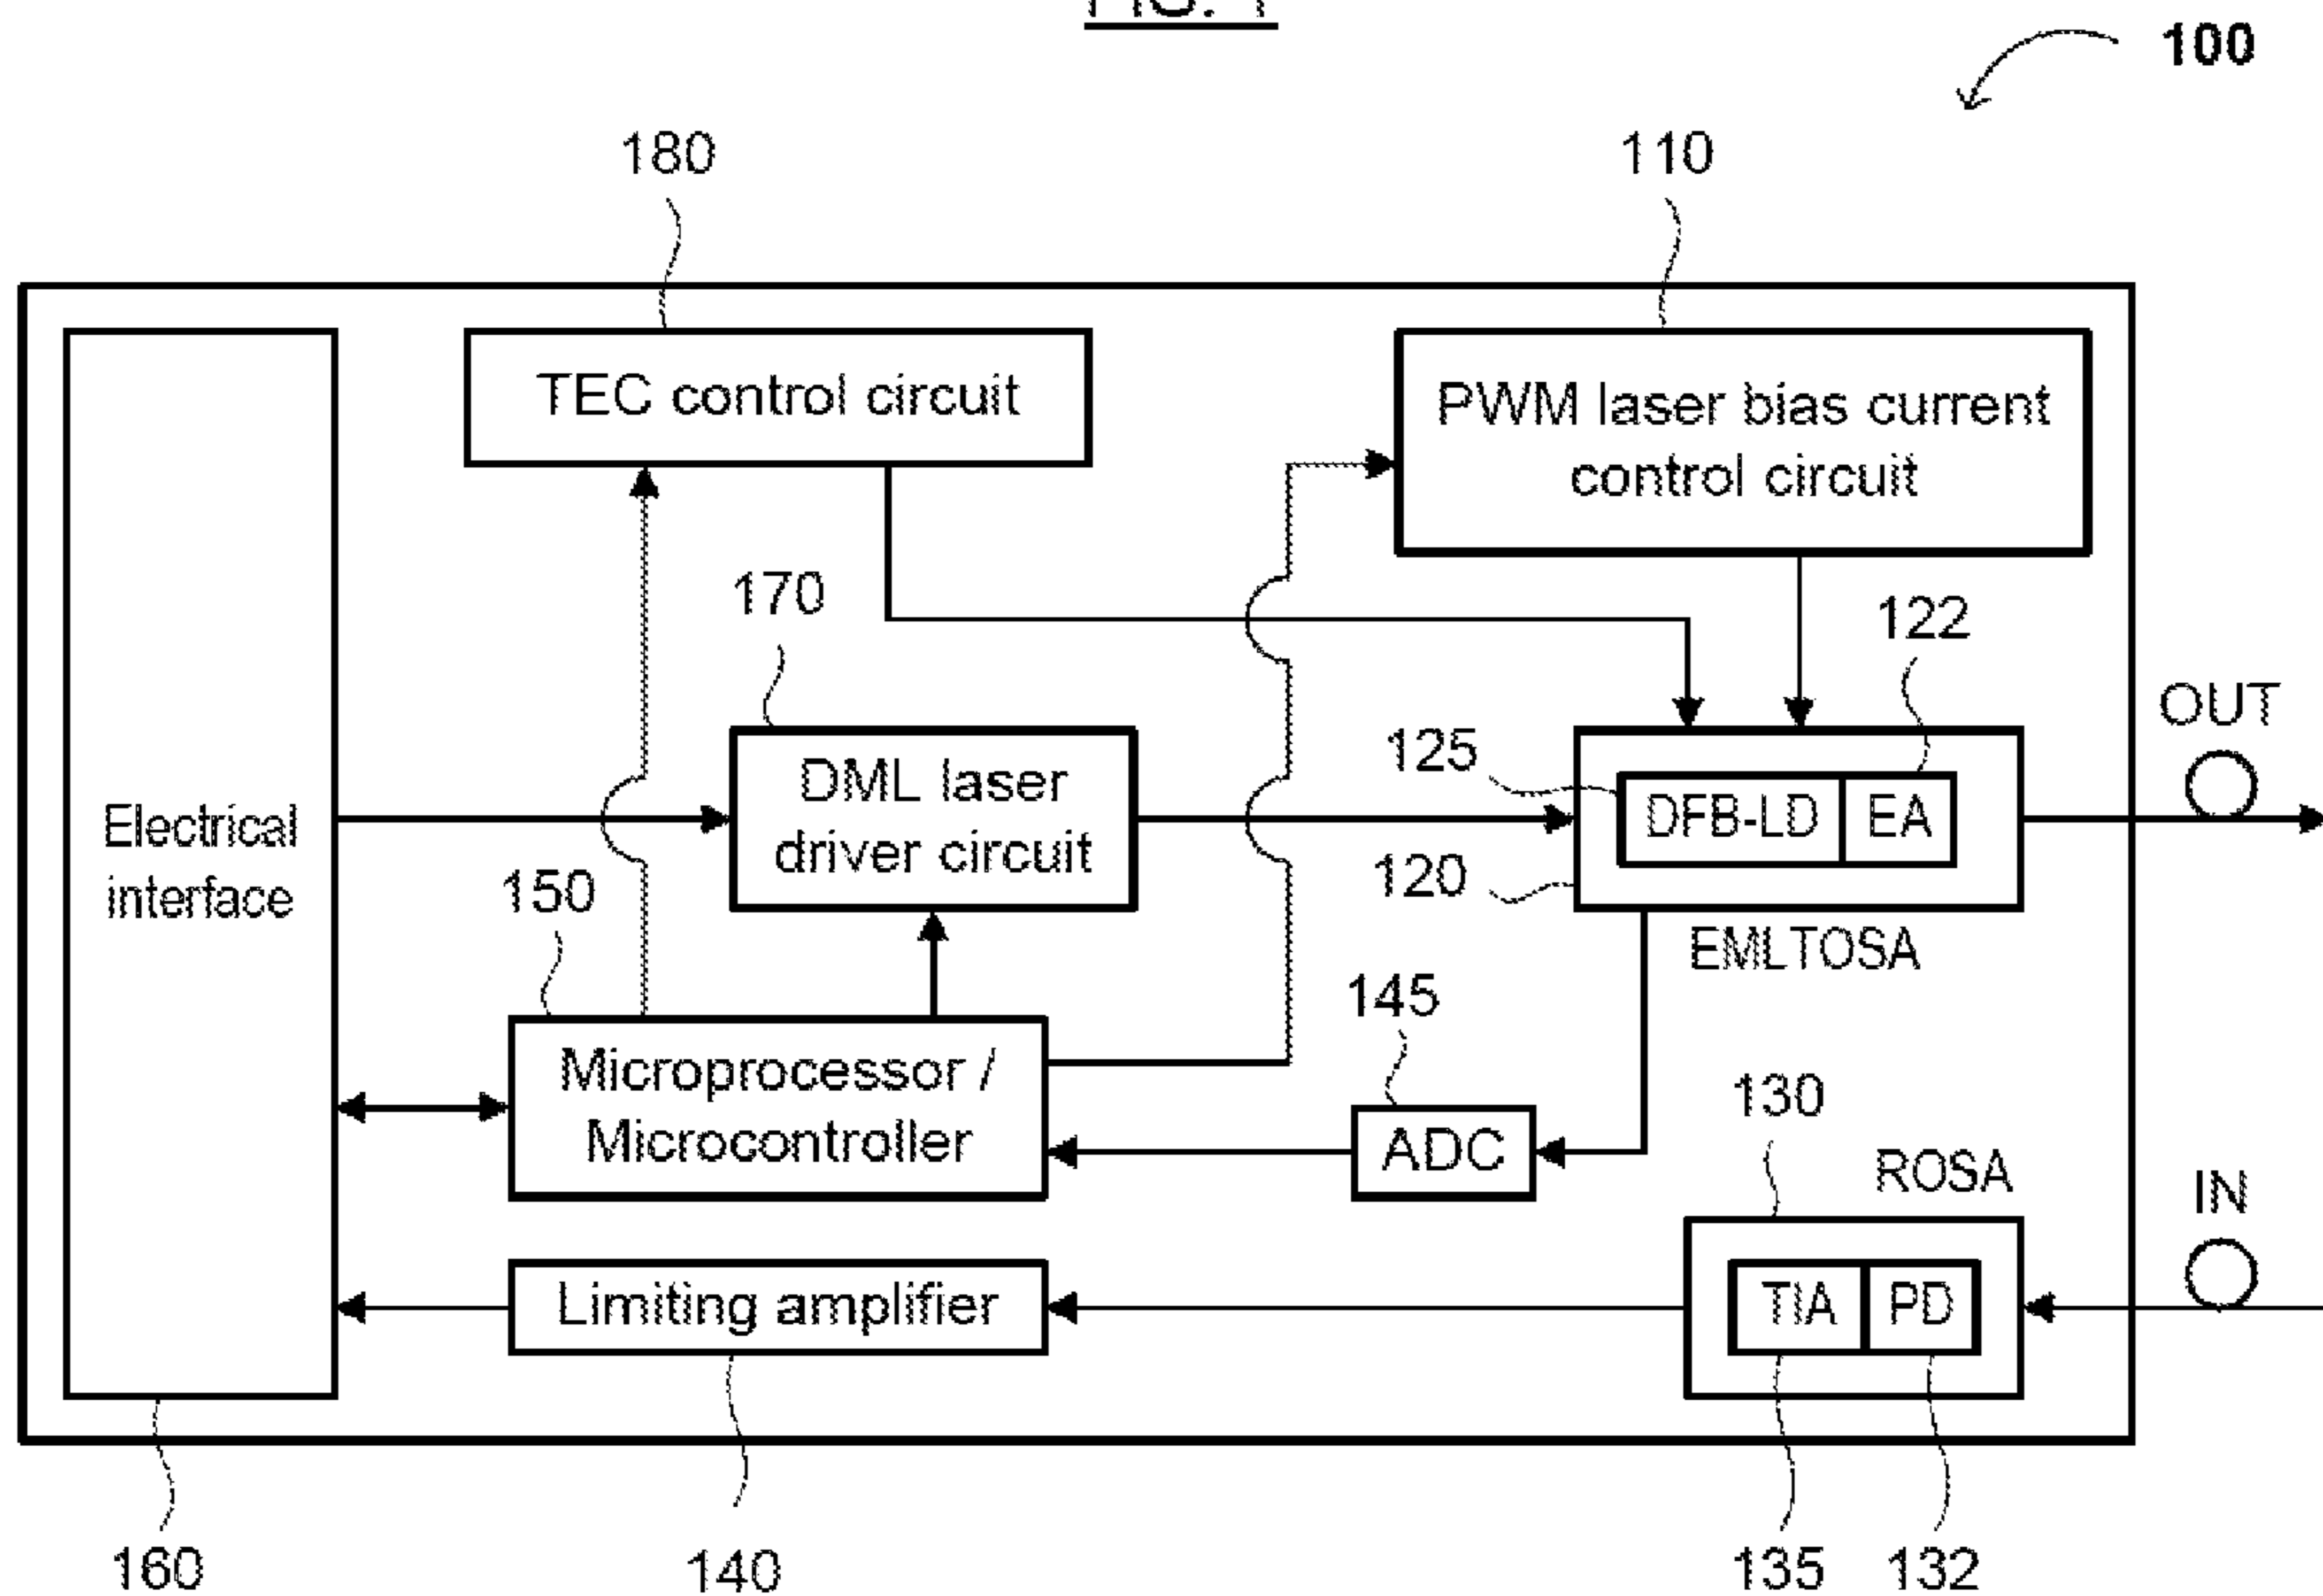 FIG. 1
100
180
110
TEC control circuit
PWM laser bias current
control circuit
170
122
OUT
125
DML laser
driver circuit
DFB-LD
EA
Electrical
interface
150
120
EMLTOSA
145
Microprocessor /
Microcontroller
130
ADC
ROSA
IN
Limiting amplifier
TIA
PD
160
140
135
132